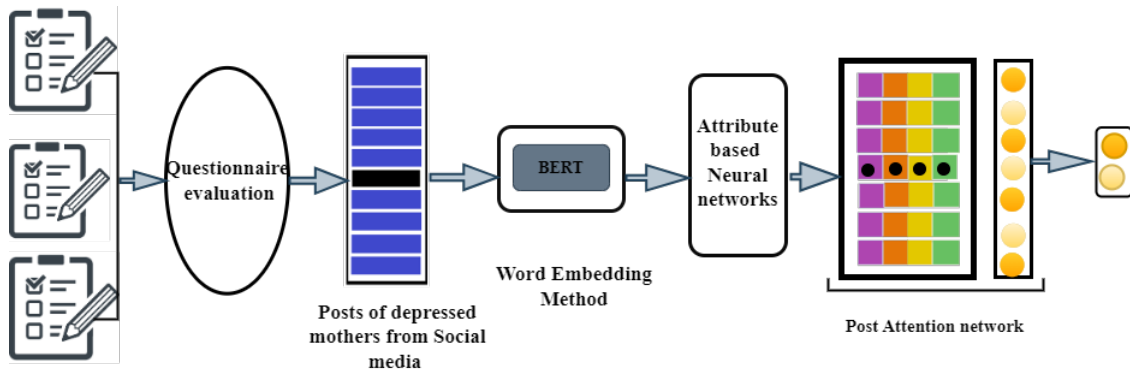 Questionnaire
evaluation
Posts of depressed
mothers from Social
media
BERT
Word Embedding
Method
Attribute
based
Neural
networks
Post Attention network